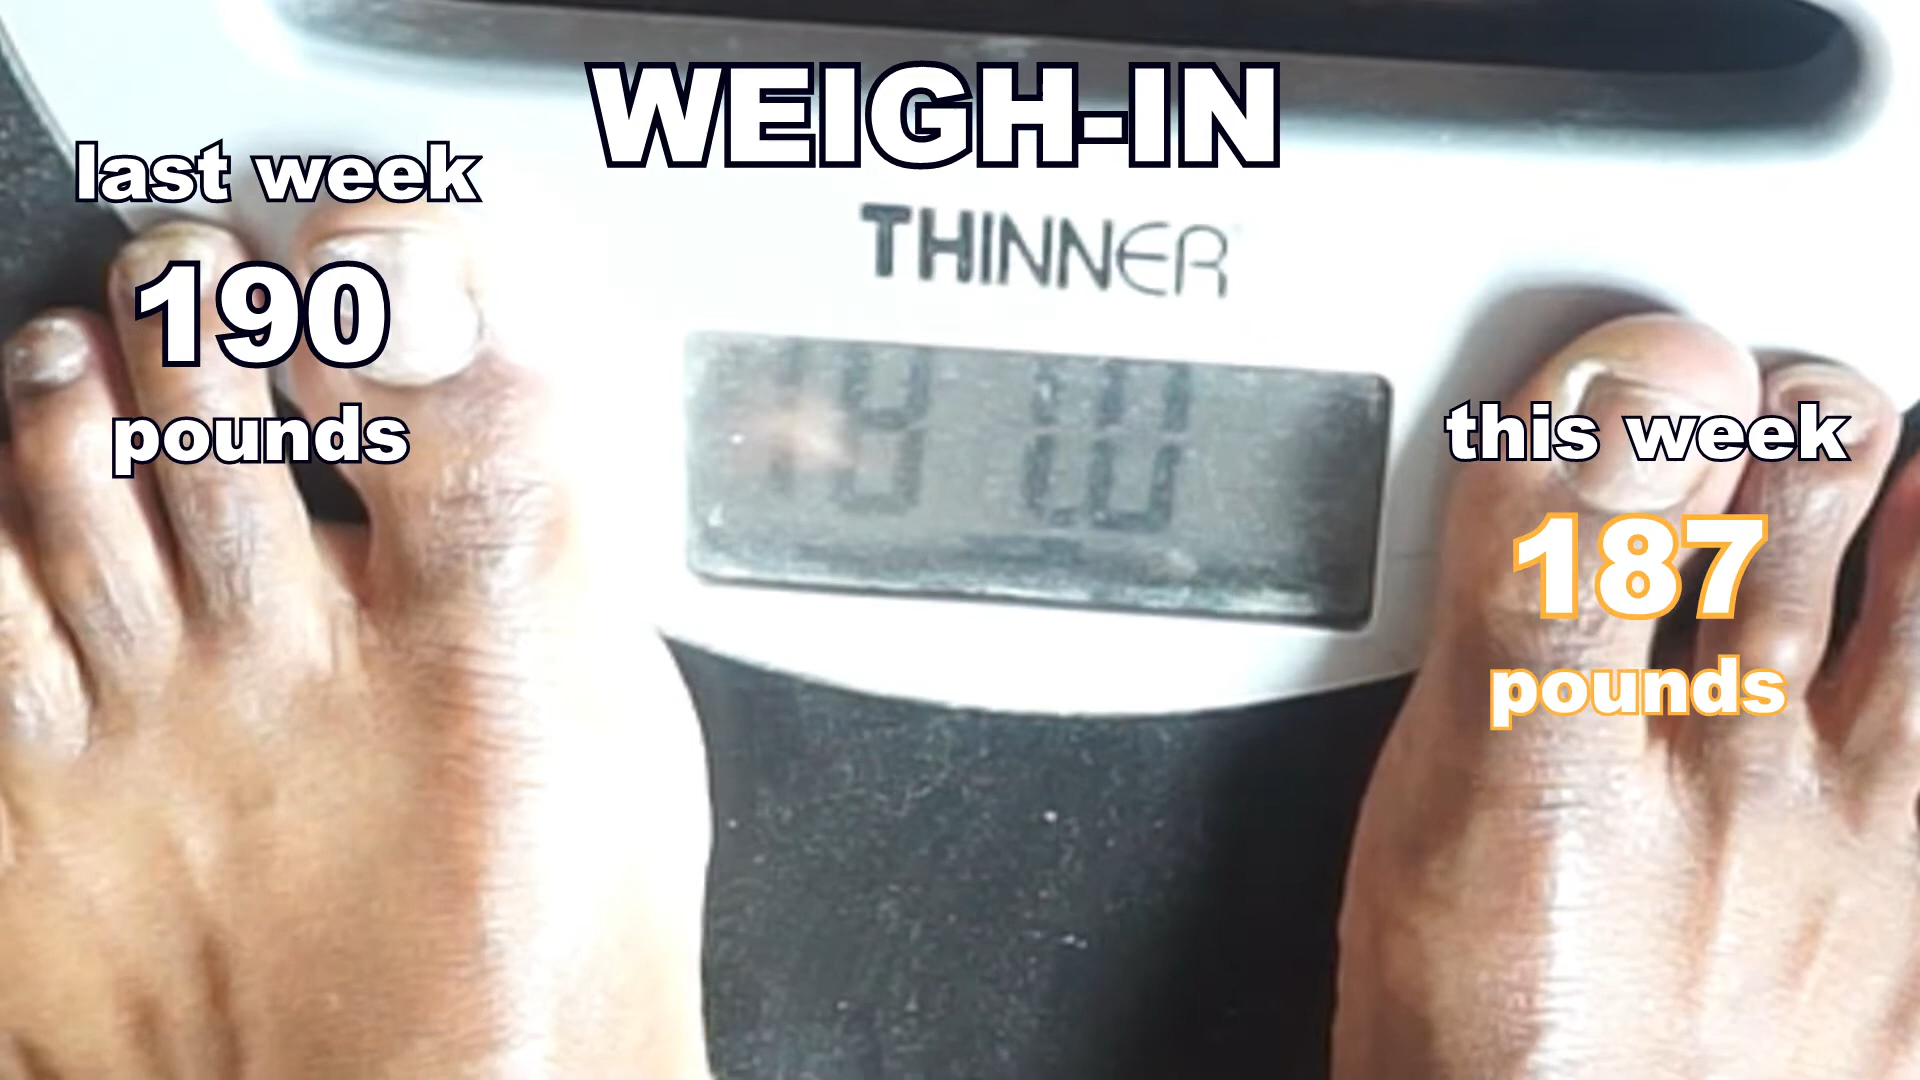 WEIGH-IN
last week
190
pounds
THINNER
this week
187
pounds